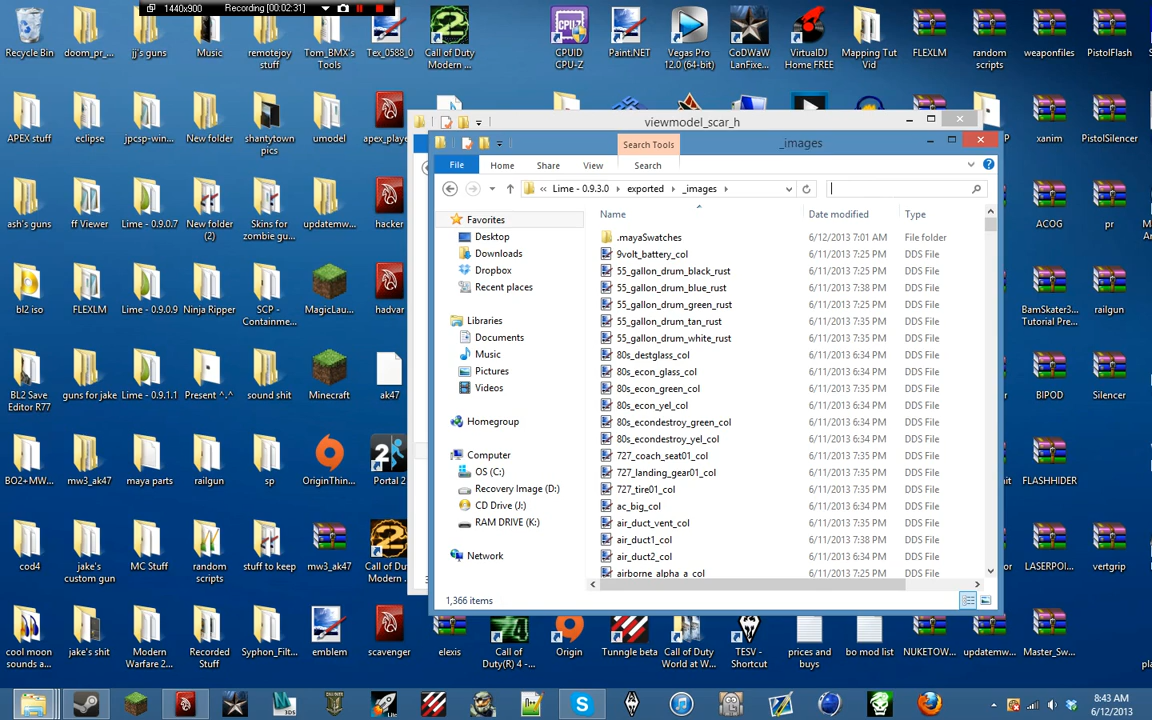 1440x900 Recording [00:02:31]
Recycle Bin doom_pr_... jj's guns Music remotejoy stuff Tom_BMX's Tools Tex_0588_0 Call of Duty Modern ... CPUID CPU-Z Paint.NET Vegas Pro 12.0 (64-bit) CoDWaW LanFixe... VirtualDJ Home FREE Mapping Tut Vid FLEXLM random scripts weaponfiles PistolFlash
APEX stuff eclipse jpcsp-win... New folder shantytown pics umodel apex_playe xanim PistolSilencer
ash's guns ff Viewer Lime - 0.9.0.7 New folder (2) Skins for zombie gu... updatemw... hacker ACOG pr
bl2 iso FLEXLM Lime - 0.9.0.9 Ninja Ripper SCP - Containme... MagicLau... hadvar BamSkater3... Tutorial Pre... railgun
BL2 Save Editor R77 guns for jake Lime - 0.9.1.1 Present ^.^ sound shit Minecraft ak47 BIPOD Silencer
BO2+MW... mw3_ak47 maya parts railgun sp OriginThin... Portal 2 FLASHHIDER
cod4 jake's custom gun MC Stuff random scripts stuff to keep mw3_ak47 Call of Du Modern ... LASERPOI... vertgrip
cool moon sounds a... jake's shit Modern Warfare 2... Recorded Stuff Syphon_Filt... emblem scavenger elexis Call of Duty(R) 4 -... Origin Tunngle beta Call of Duty World at W... TESV - Shortcut prices and buys bo mod list NUKETOW... updatemw... Master_Sw...
viewmodel_scar_h
Search Tools _images
File Home Share View Search
« Lime - 0.9.3.0 exported _images
Favorites
Desktop
Downloads
Dropbox
Recent places
Libraries
Documents
Music
Pictures
Videos
Homegroup
Computer
OS (C:)
Recovery Image (D:)
CD Drive (J:)
RAM DRIVE (K:)
Network
Name Date modified Type
.mayaSwatches 6/12/2013 7:01 AM File folder
9volt_battery_col 6/11/2013 7:25 PM DDS File
55_gallon_drum_black_rust 6/11/2013 7:25 PM DDS File
55_gallon_drum_blue_rust 6/11/2013 7:38 PM DDS File
55_gallon_drum_green_rust 6/11/2013 7:25 PM DDS File
55_gallon_drum_tan_rust 6/11/2013 7:35 PM DDS File
55_gallon_drum_white_rust 6/11/2013 7:35 PM DDS File
80s_destglass_col 6/11/2013 6:34 PM DDS File
80s_econ_glass_col 6/11/2013 6:34 PM DDS File
80s_econ_green_col 6/11/2013 6:34 PM DDS File
80s_econ_yel_col 6/11/2013 6:34 PM DDS File
80s_econdestroy_green_col 6/11/2013 6:34 PM DDS File
80s_econdestroy_yel_col 6/11/2013 6:34 PM DDS File
727_coach_seat01_col 6/11/2013 7:35 PM DDS File
727_landing_gear01_col 6/11/2013 7:35 PM DDS File
727_tire01_col 6/11/2013 7:35 PM DDS File
ac_big_col 6/11/2013 6:34 PM DDS File
air_duct_vent_col 6/11/2013 7:35 PM DDS File
air_duct1_col 6/11/2013 7:38 PM DDS File
air_duct2_col 6/11/2013 7:35 PM DDS File
airborne_alpha_a_col 6/11/2013 7:25 PM DDS File
1,366 items
8:43 AM
6/12/2013